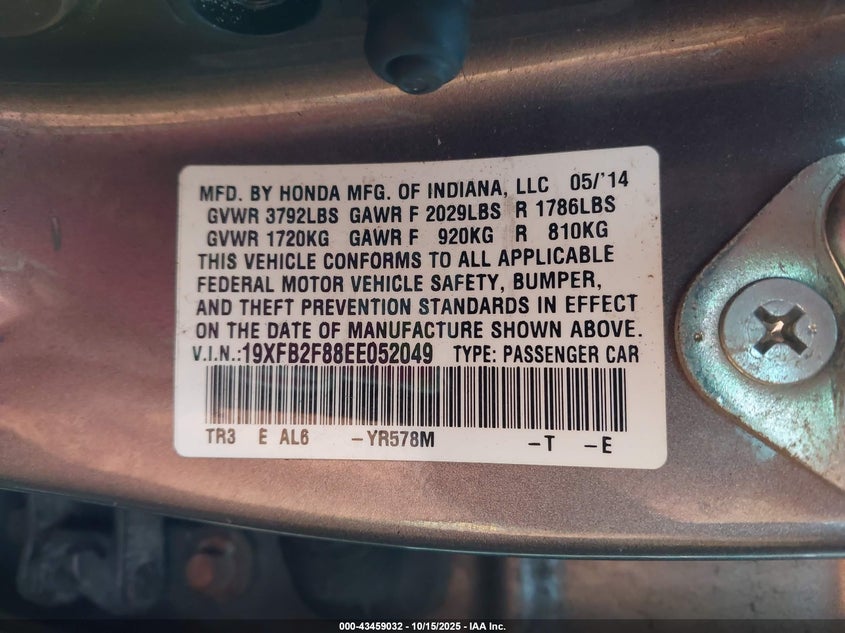 MFD. BY HONDA MFG. OF INDIANA, LLC 05/'14
GVWR 3792LBS GAWR F 2029LBS R 1786LBS
GVWR 1720KG GAWR F 920KG R 810KG
THIS VEHICLE CONFORMS TO ALL APPLICABLE
FEDERAL MOTOR VEHICLE SAFETY, BUMPER,
AND THEFT PREVENTION STANDARDS IN EFFECT
ON THE DATE OF MANUFACTURE SHOWN ABOVE.
V.I.N.:19XFB2F88EE052049 TYPE: PASSENGER CAR
TR3 E AL6 -YR578M -T -E
000-43459032 - 10/15/2025 - IAA Inc.